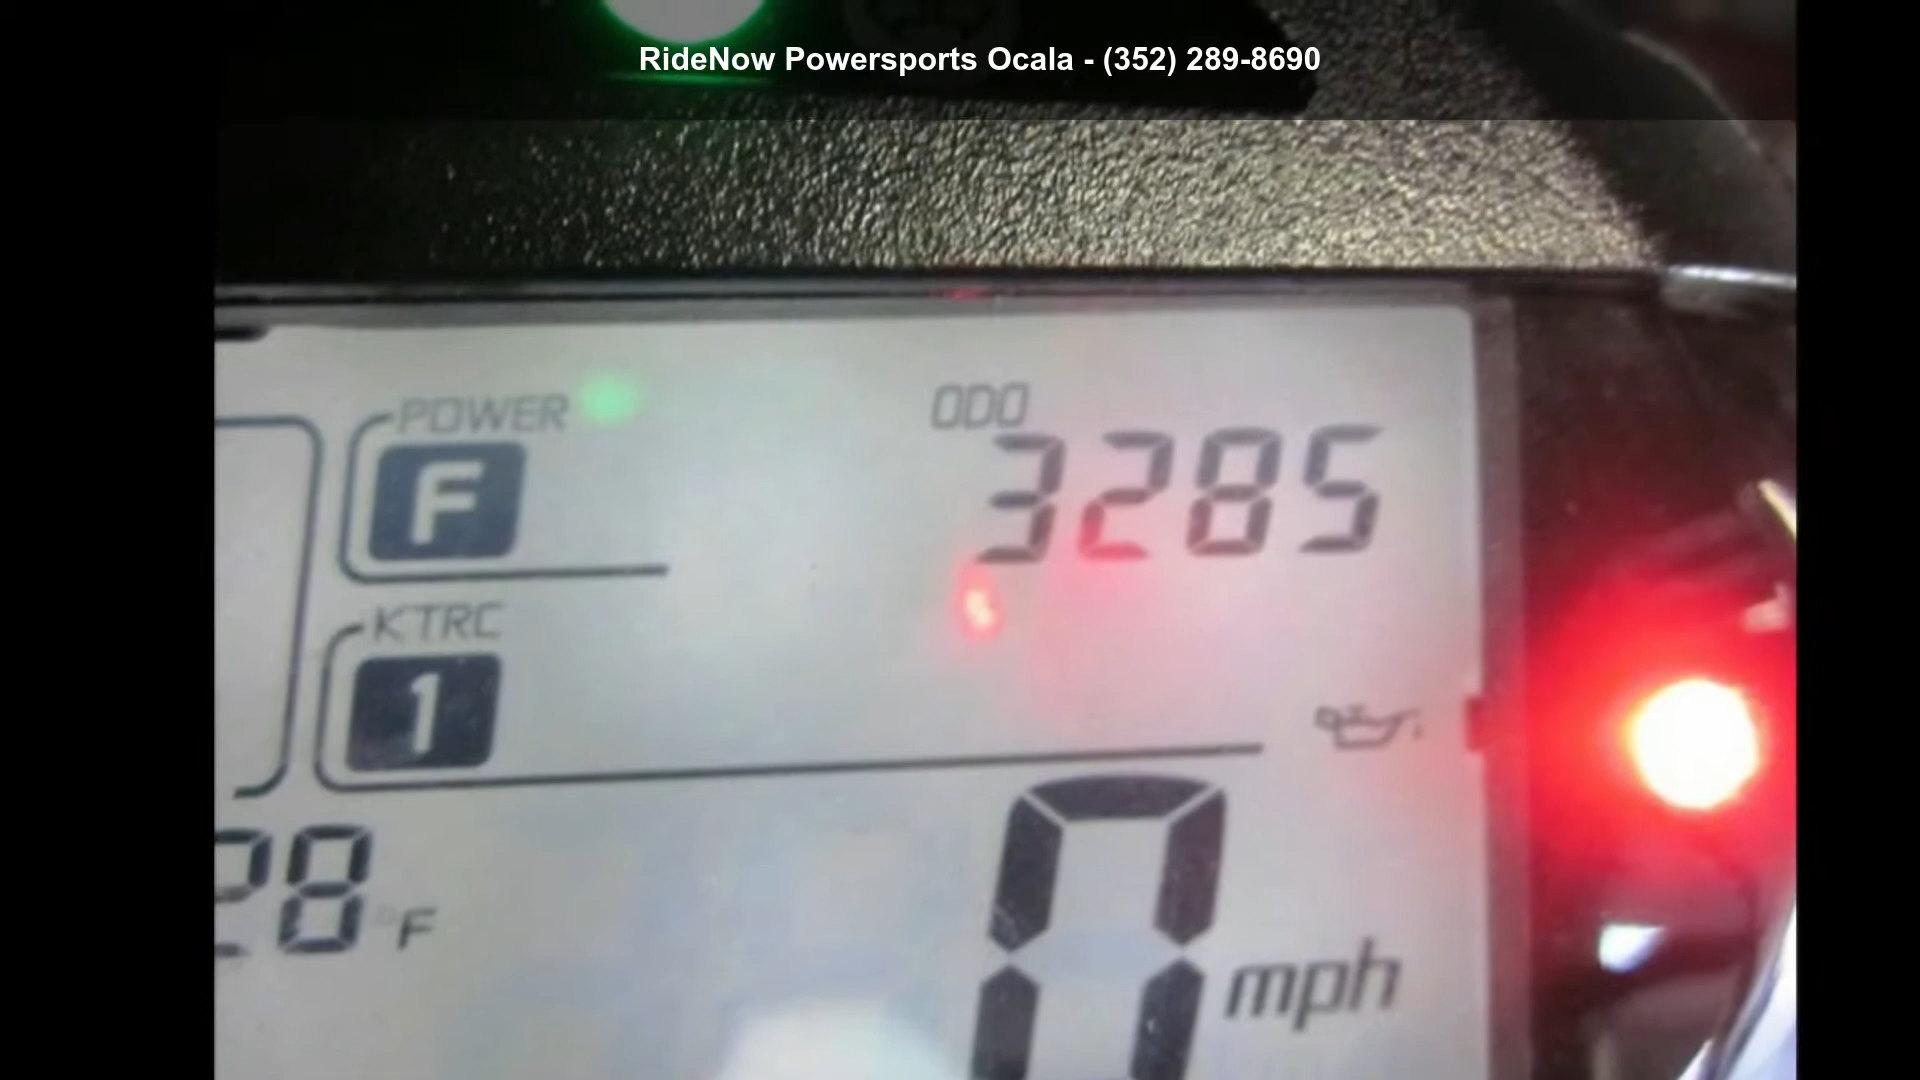 RideNow Powersports Ocala - (352) 289-8690
POWER
F
ODO
3285
KTRC
1
28 F
0 mph